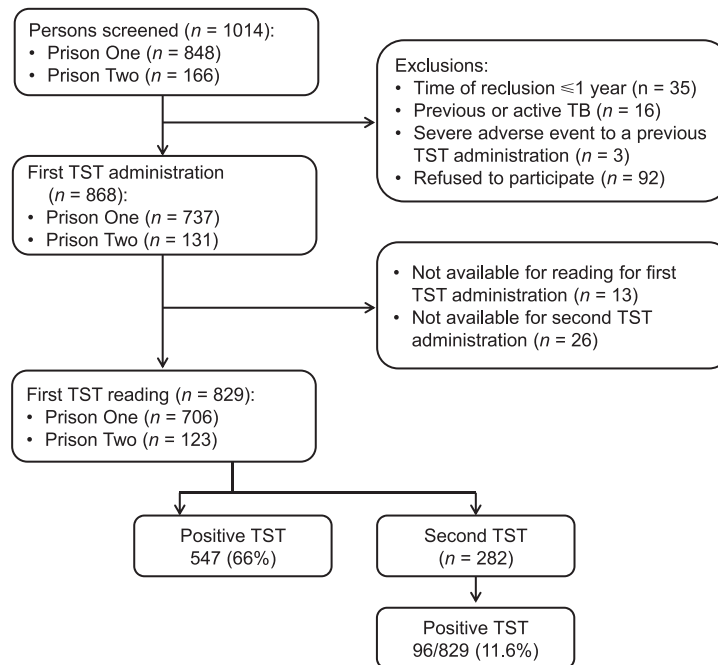 Persons screened (n = 1014):
• Prison One (n = 848)
• Prison Two (n = 166)
Exclusions:
• Time of reclusion ⩽1 year (n = 35)
• Previous or active TB (n = 16)
• Severe adverse event to a previous
TST administration (n = 3)
• Refused to participate (n = 92)
First TST administration
(n = 868):
• Prison One (n = 737)
• Prison Two (n = 131)
• Not available for reading for first
TST administration (n = 13)
• Not available for second TST
administration (n = 26)
First TST reading (n = 829):
• Prison One (n = 706)
• Prison Two (n = 123)
Positive TST
547 (66%)
Second TST
(n = 282)
Positive TST
96/829 (11.6%)